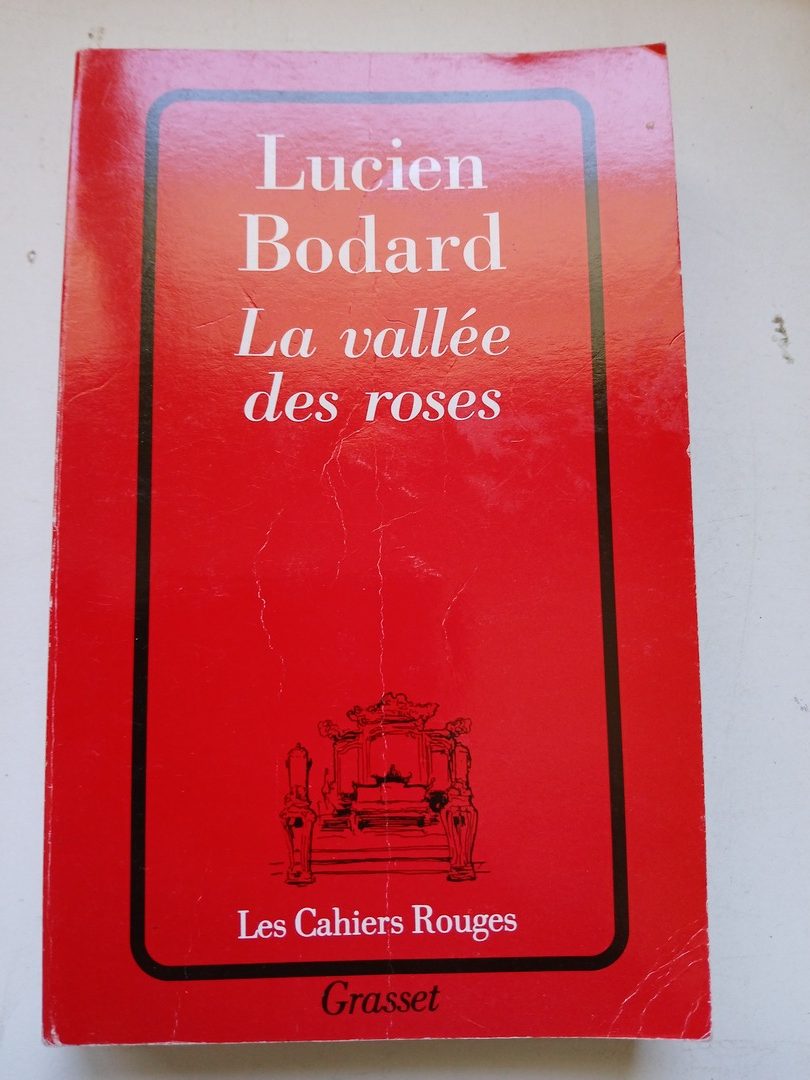 Lucien
Bodard
La vallée
des roses
Les Cahiers Rouges
Grasset